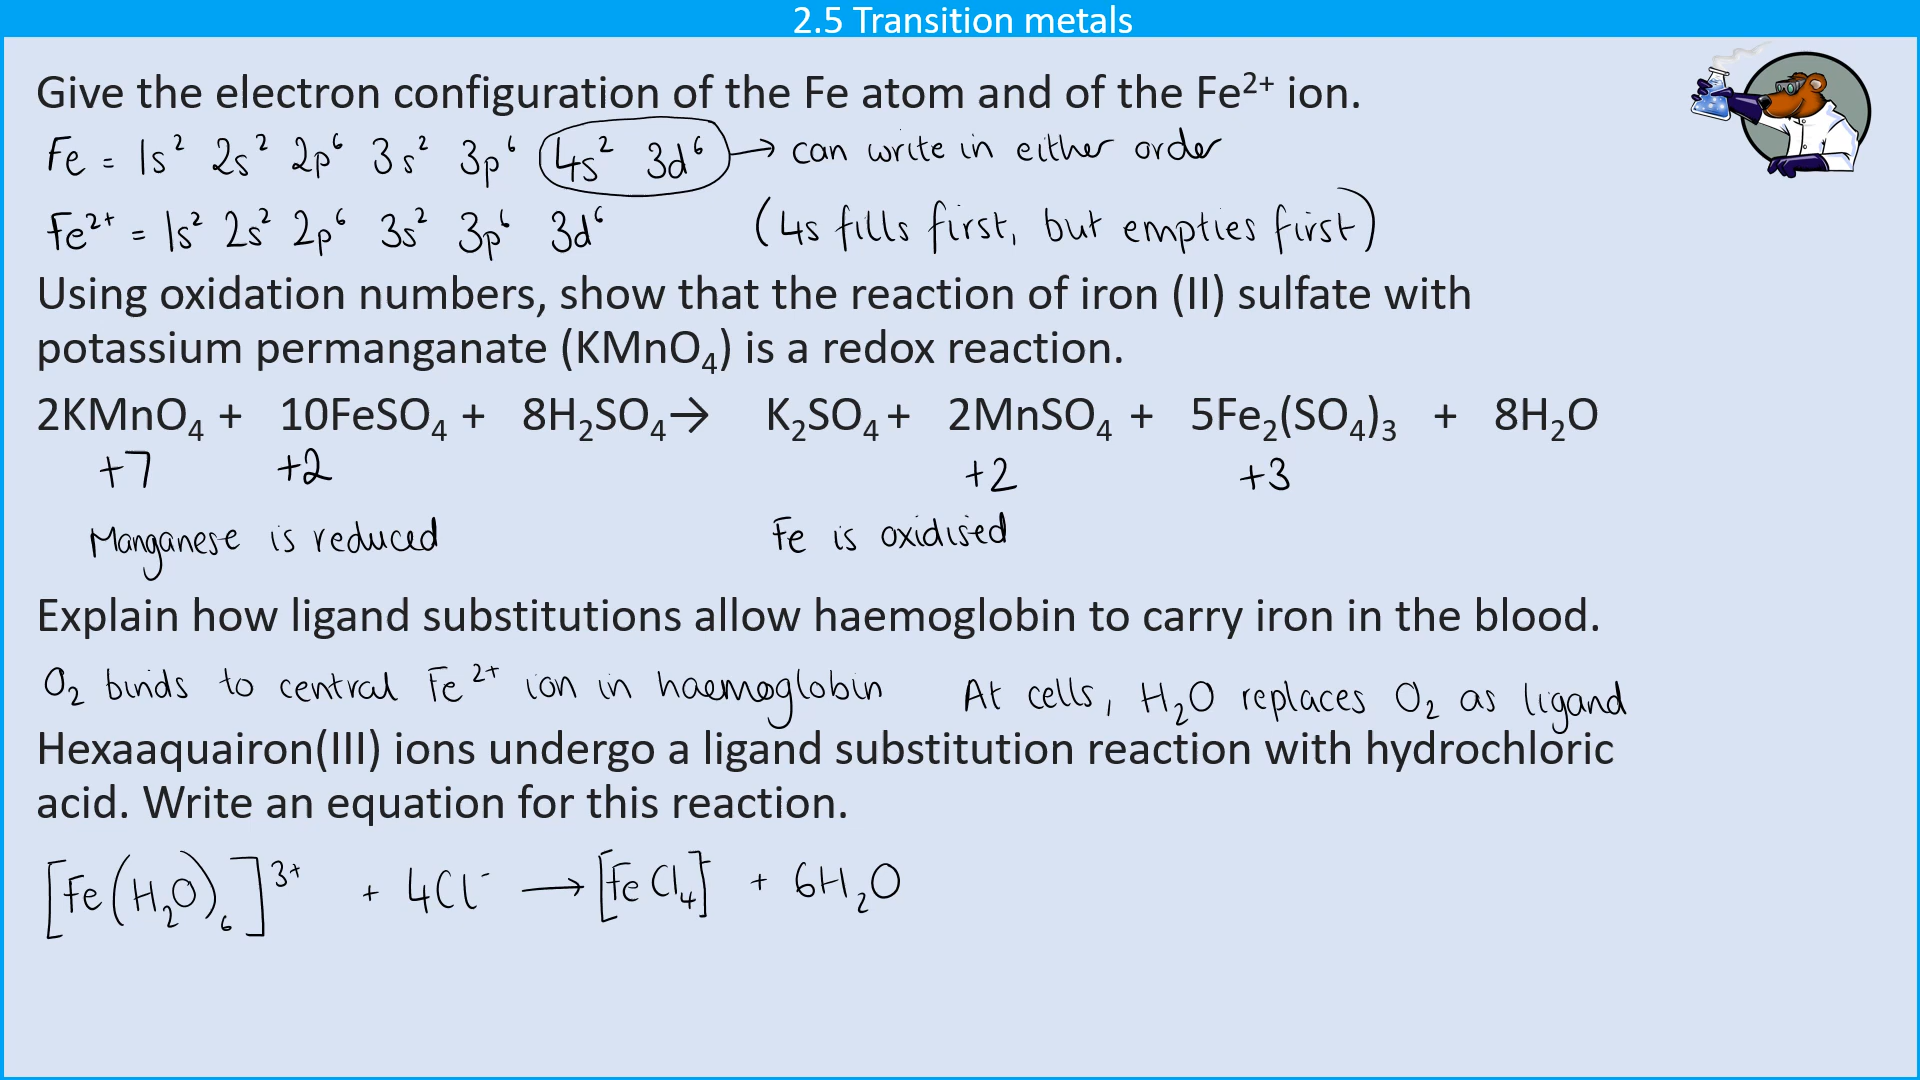 2.5 Transition metals
Give the electron configuration of the Fe atom and of the Fe²⁺ ion.
Fe = 1s² 2s² 2p⁶ 3s² 3p⁶ 4s² 3d⁶ → can write in either order
Fe²⁺ = 1s² 2s² 2p⁶ 3s² 3p⁶ 3d⁶ (4s fills first, but empties first)
Using oxidation numbers, show that the reaction of iron (II) sulfate with
potassium permanganate (KMnO₄) is a redox reaction.
2KMnO₄ + 10FeSO₄ + 8H₂SO₄→ K₂SO₄ + 2MnSO₄ + 5Fe₂(SO₄)₃ + 8H₂O
+7 +2 +2 +3
Manganese is reduced Fe is oxidised
Explain how ligand substitutions allow haemoglobin to carry iron in the blood.
O₂ binds to central Fe²⁺ ion in haemoglobin At cells, H₂O replaces O₂ as ligand
Hexaaquairon(III) ions undergo a ligand substitution reaction with hydrochloric
acid. Write an equation for this reaction.
[Fe(H₂O)₆]³⁺ + 4Cl⁻ → [FeCl₄] + 6H₂O